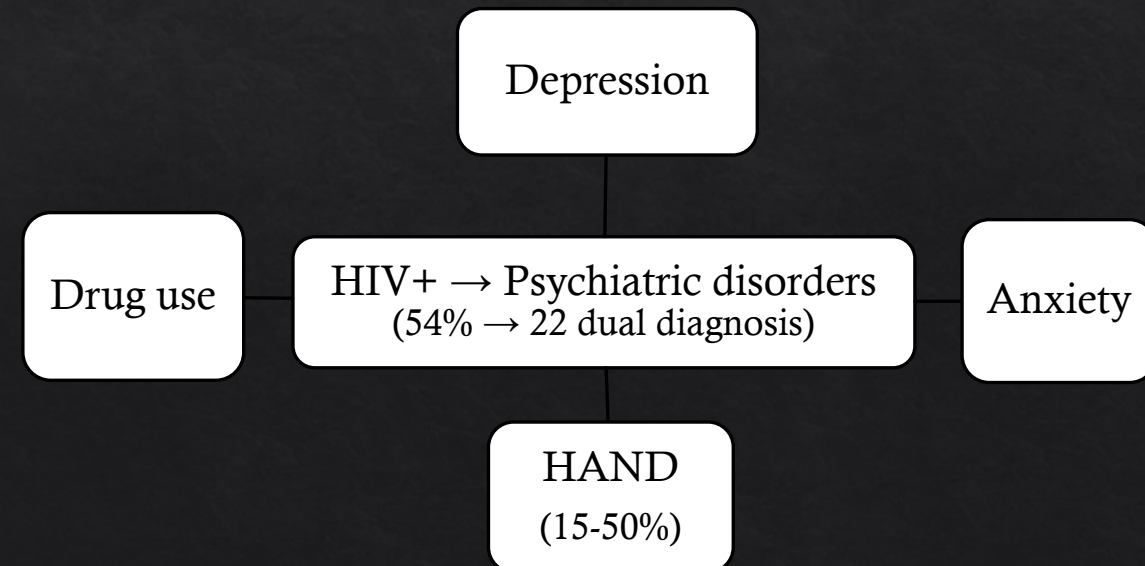 Depression
Drug use
HIV+ → Psychiatric disorders
(54% → 22 dual diagnosis)
Anxiety
HAND
(15-50%)